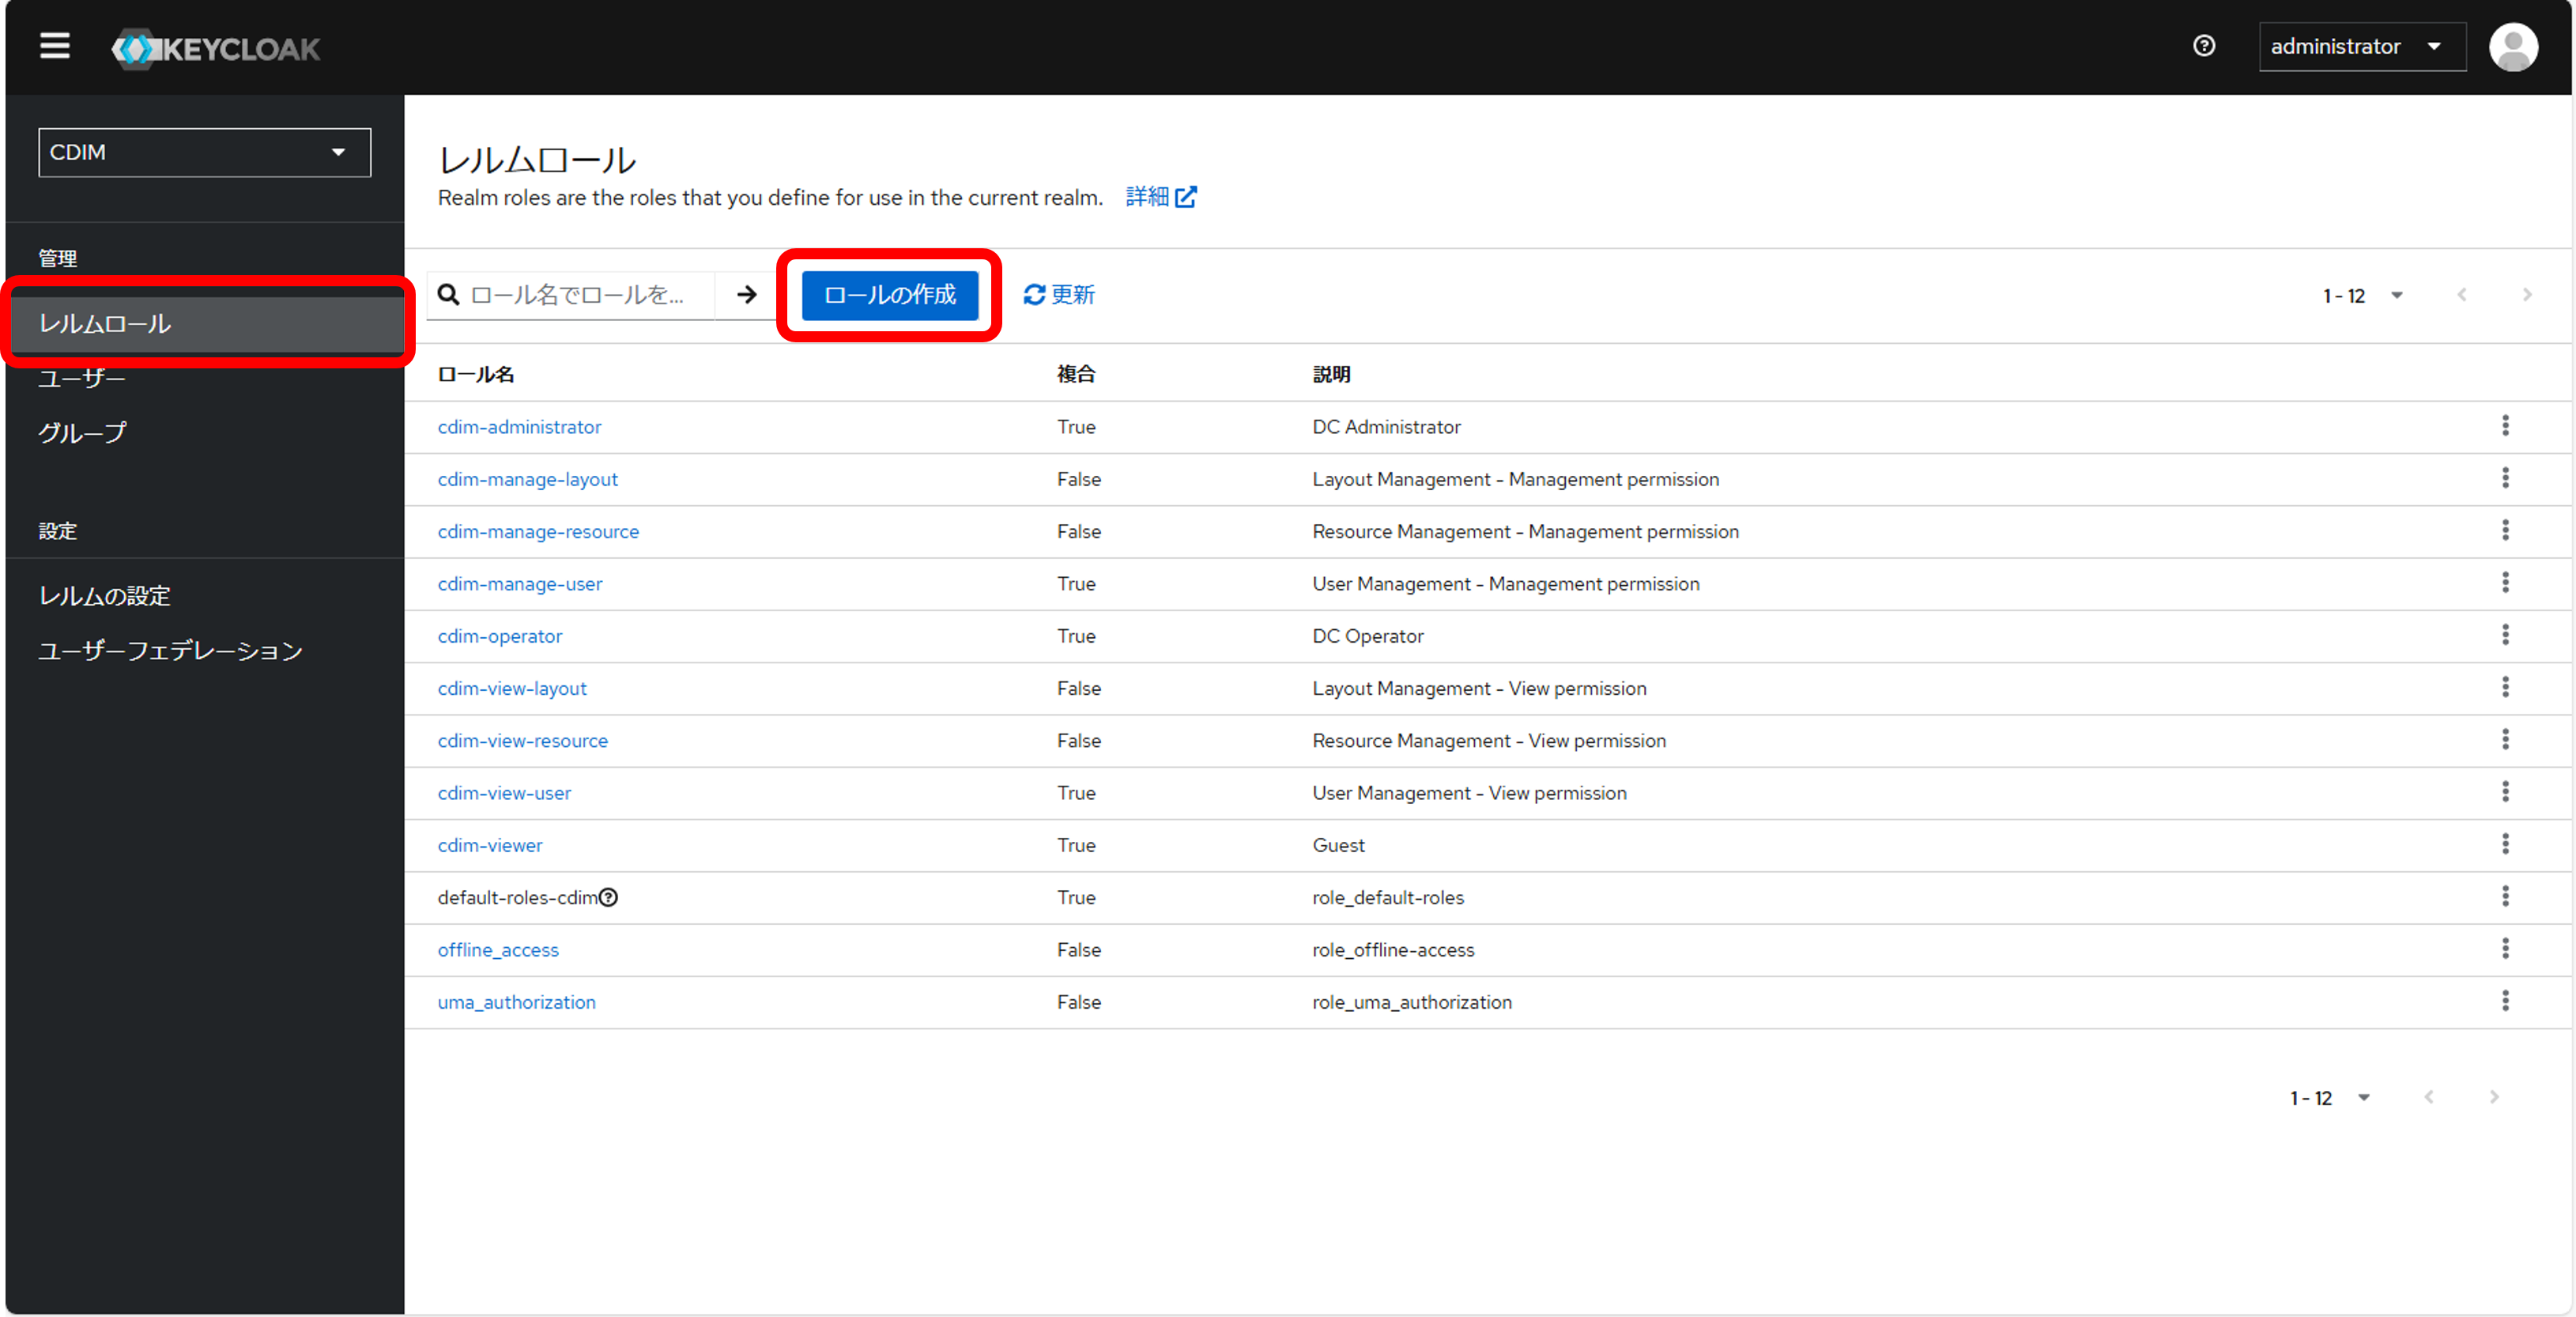 KEYCLOAK
administrator
CDIM
管理
レルムロール
ユーザー
グループ
設定
レルムの設定
ユーザーフェデレーション
レルムロール
Realm roles are the roles that you define for use in the current realm. 詳細
ロール名でロールを... ロールの作成 更新 1 - 12
ロール名 複合 説明
cdim-administrator True DC Administrator
cdim-manage-layout False Layout Management - Management permission
cdim-manage-resource False Resource Management - Management permission
cdim-manage-user True User Management - Management permission
cdim-operator True DC Operator
cdim-view-layout False Layout Management - View permission
cdim-view-resource False Resource Management - View permission
cdim-view-user True User Management - View permission
cdim-viewer True Guest
default-roles-cdim True role_default-roles
offline_access False role_offline-access
uma_authorization False role_uma_authorization
1 - 12